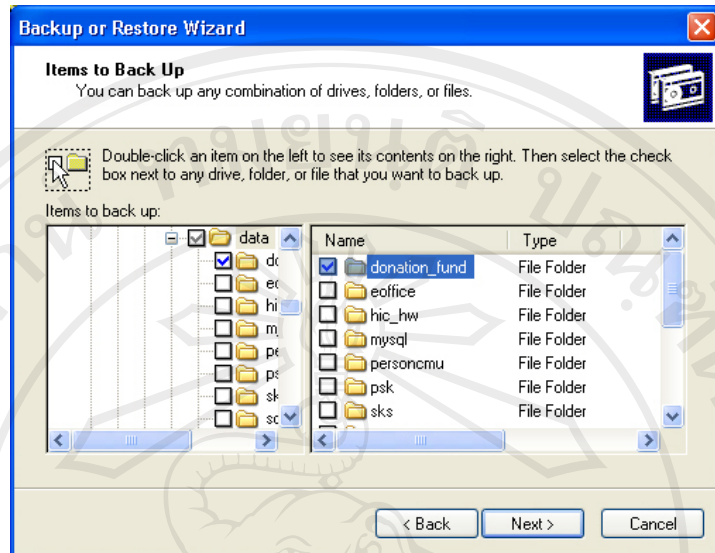 Backup or Restore Wizard
Items to Back Up
You can back up any combination of drives, folders, or files.
Double-click an item on the left to see its contents on the right. Then select the check
box next to any drive, folder, or file that you want to back up.
Items to back up:
data
Name Type
donation_fund File Folder
eoffice File Folder
hic_hw File Folder
mysql File Folder
personcmu File Folder
psk File Folder
sks File Folder
< Back Next > Cancel